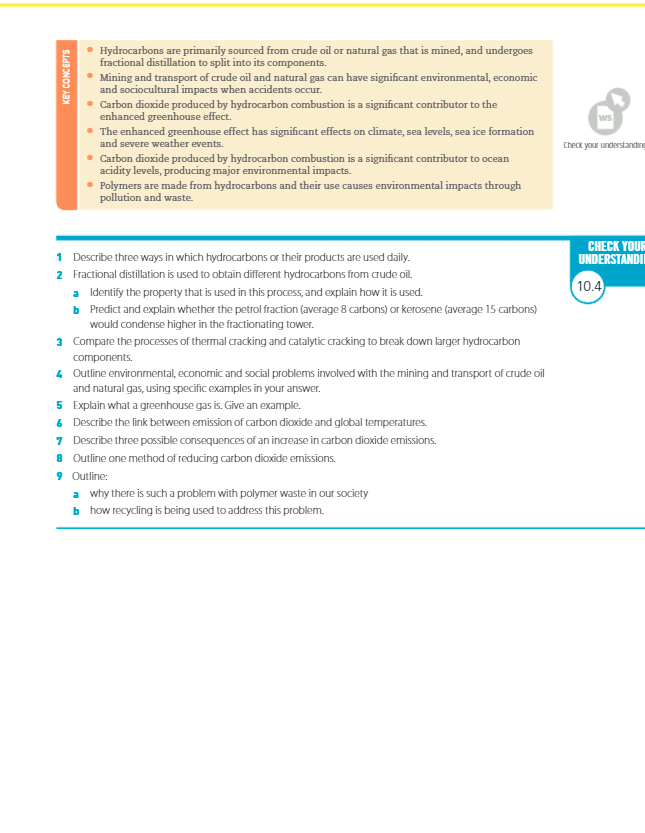 KEY CONCEPTS
• Hydrocarbons are primarily sourced from crude oil or natural gas that is mined, and undergoes
fractional distillation to split into its components.
• Mining and transport of crude oil and natural gas can have significant environmental, economic
and sociocultural impacts when accidents occur.
• Carbon dioxide produced by hydrocarbon combustion is a significant contributor to the
enhanced greenhouse effect.
• The enhanced greenhouse effect has significant effects on climate, sea levels, sea ice formation
and severe weather events.
• Carbon dioxide produced by hydrocarbon combustion is a significant contributor to ocean
acidity levels, producing major environmental impacts.
• Polymers are made from hydrocarbons and their use causes environmental impacts through
pollution and waste.
WS
Check your understanding
CHECK YOUR
UNDERSTANDI
10.4
1 Describe three ways in which hydrocarbons or their products are used daily.
2 Fractional distillation is used to obtain different hydrocarbons from crude oil.
a Identify the property that is used in this process, and explain how it is used.
b Predict and explain whether the petrol fraction (average 8 carbons) or kerosene (average 15 carbons)
would condense higher in the fractionating tower.
3 Compare the processes of thermal cracking and catalytic cracking to break down larger hydrocarbon
components.
4 Outline environmental, economic and social problems involved with the mining and transport of crude oil
and natural gas, using specific examples in your answer.
5 Explain what a greenhouse gas is. Give an example.
6 Describe the link between emission of carbon dioxide and global temperatures.
7 Describe three possible consequences of an increase in carbon dioxide emissions.
8 Outline one method of reducing carbon dioxide emissions.
9 Outline:
a why there is such a problem with polymer waste in our society
b how recycling is being used to address this problem.